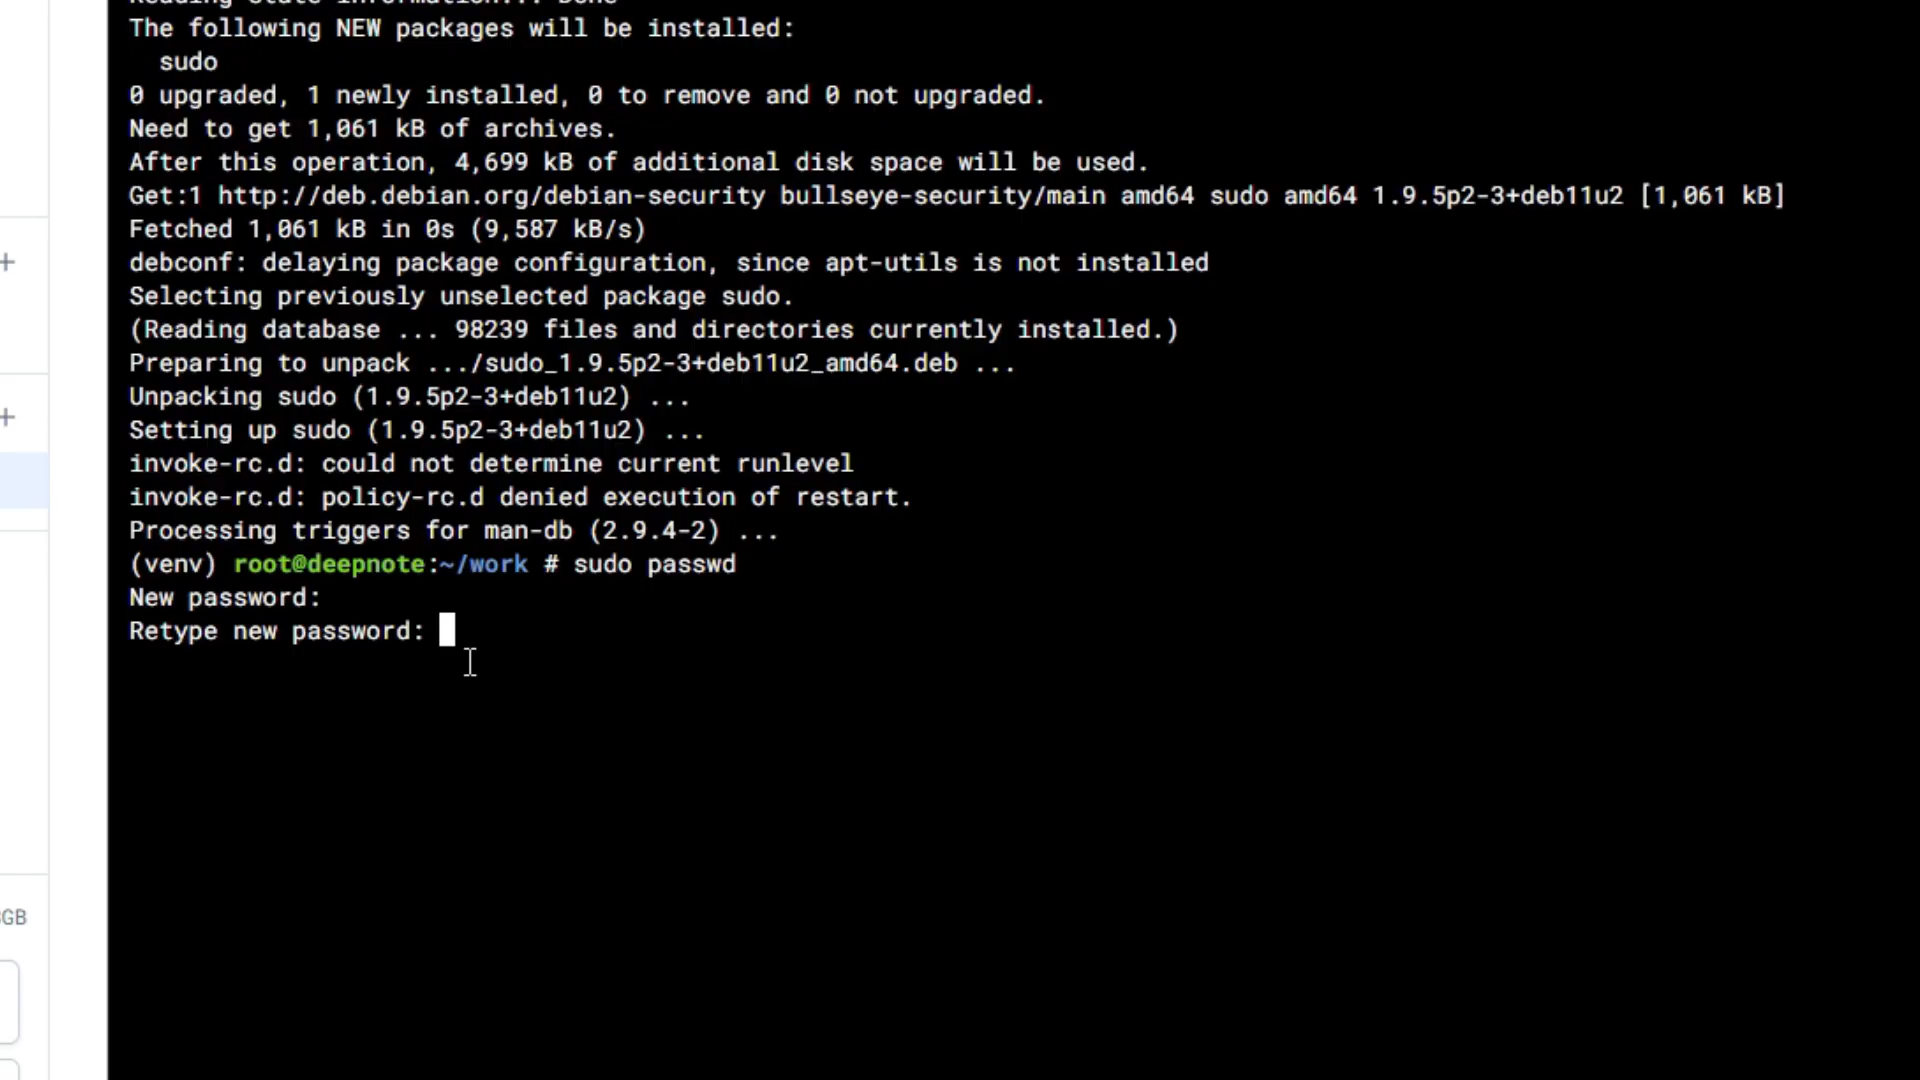 Reading state information... Done
The following NEW packages will be installed:
  sudo
0 upgraded, 1 newly installed, 0 to remove and 0 not upgraded.
Need to get 1,061 kB of archives.
After this operation, 4,699 kB of additional disk space will be used.
Get:1 http://deb.debian.org/debian-security bullseye-security/main amd64 sudo amd64 1.9.5p2-3+deb11u2 [1,061 kB]
Fetched 1,061 kB in 0s (9,587 kB/s)
debconf: delaying package configuration, since apt-utils is not installed
Selecting previously unselected package sudo.
(Reading database ... 98239 files and directories currently installed.)
Preparing to unpack .../sudo_1.9.5p2-3+deb11u2_amd64.deb ...
Unpacking sudo (1.9.5p2-3+deb11u2) ...
Setting up sudo (1.9.5p2-3+deb11u2) ...
invoke-rc.d: could not determine current runlevel
invoke-rc.d: policy-rc.d denied execution of restart.
Processing triggers for man-db (2.9.4-2) ...
(venv) root@deepnote:~/work # sudo passwd
New password:
Retype new password:
GB